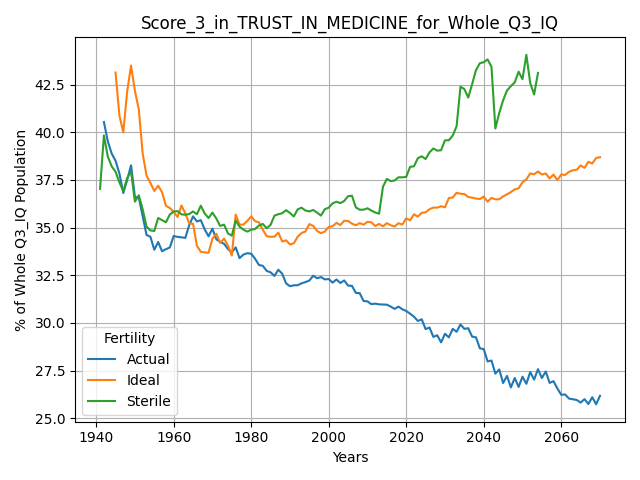 Score_3_in_TRUST_IN_MEDICINE_for_Whole_Q3_IQ
% of Whole Q3_IQ Population
42.5
40.0
37.5
35.0
32.5
30.0
27.5
25.0
Fertility
Actual
Ideal
Sterile
1940 1960 1980 2000 2020 2040 2060
Years